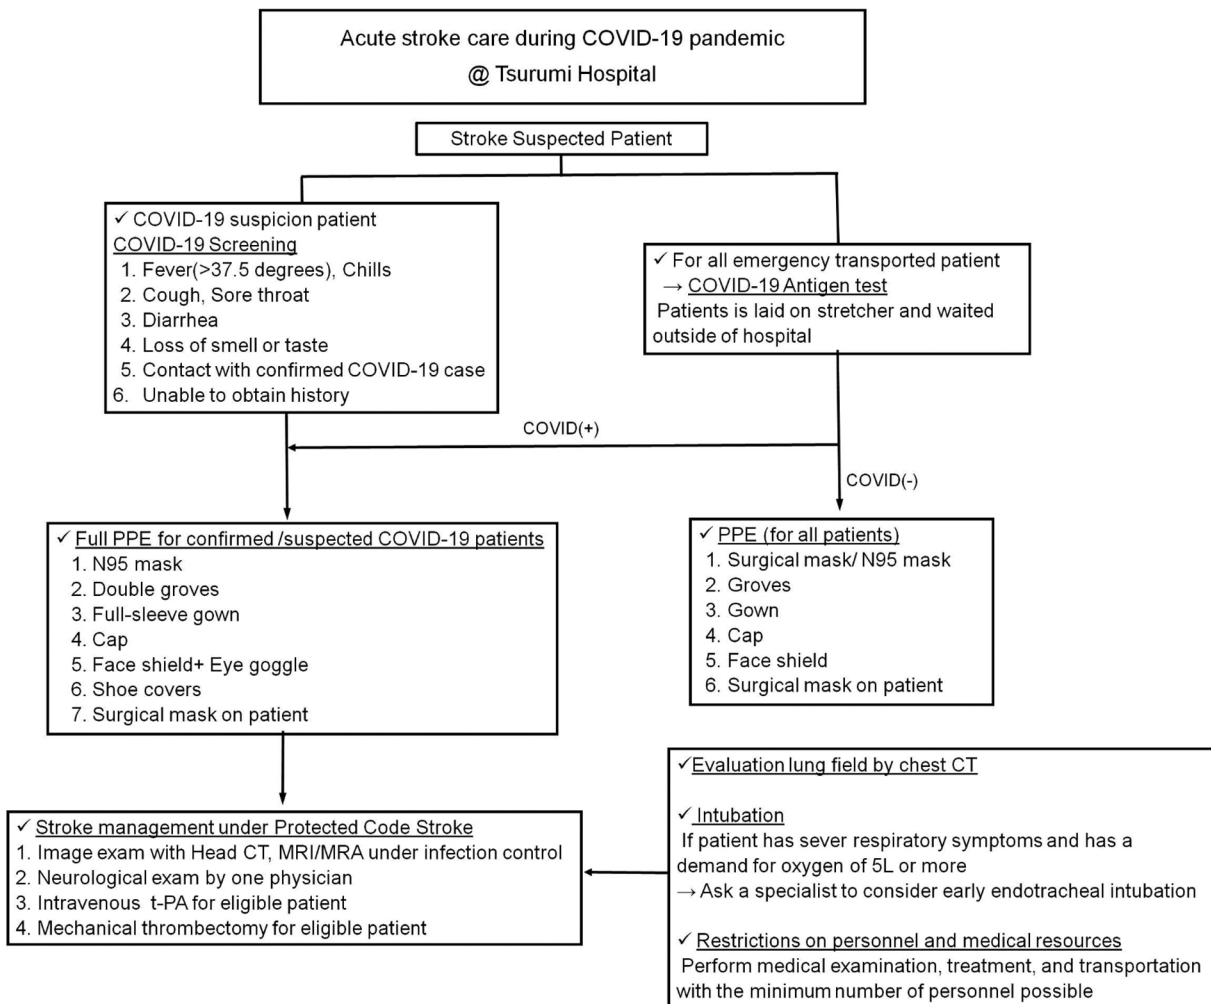 Acute stroke care during COVID-19 pandemic
@ Tsurumi Hospital
Stroke Suspected Patient
✓ COVID-19 suspicion patient
COVID-19 Screening
1. Fever(>37.5 degrees), Chills
2. Cough, Sore throat
3. Diarrhea
4. Loss of smell or taste
5. Contact with confirmed COVID-19 case
6. Unable to obtain history
✓ For all emergency transported patient
→ COVID-19 Antigen test
Patients is laid on stretcher and waited
outside of hospital
COVID(+)
COVID(-)
✓ Full PPE for confirmed /suspected COVID-19 patients
1. N95 mask
2. Double groves
3. Full-sleeve gown
4. Cap
5. Face shield+ Eye goggle
6. Shoe covers
7. Surgical mask on patient
✓ PPE (for all patients)
1. Surgical mask/ N95 mask
2. Groves
3. Gown
4. Cap
5. Face shield
6. Surgical mask on patient
✓ Stroke management under Protected Code Stroke
1. Image exam with Head CT, MRI/MRA under infection control
2. Neurological exam by one physician
3. Intravenous t-PA for eligible patient
4. Mechanical thrombectomy for eligible patient
✓Evaluation lung field by chest CT
✓ Intubation
If patient has sever respiratory symptoms and has a
demand for oxygen of 5L or more
→ Ask a specialist to consider early endotracheal intubation
✓ Restrictions on personnel and medical resources
Perform medical examination, treatment, and transportation
with the minimum number of personnel possible